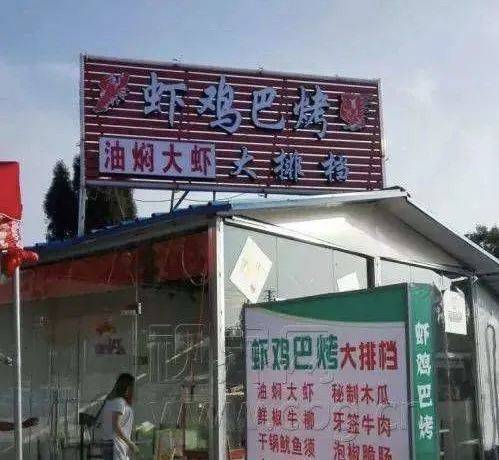 虾鸡巴烤
油焖大虾 大排档
虾鸡巴烤大排档
油焖大虾 秘制木瓜
鲜椒牛柳 牙签牛肉
干锅鱿鱼须 泡椒脆肠
虾鸡巴烤